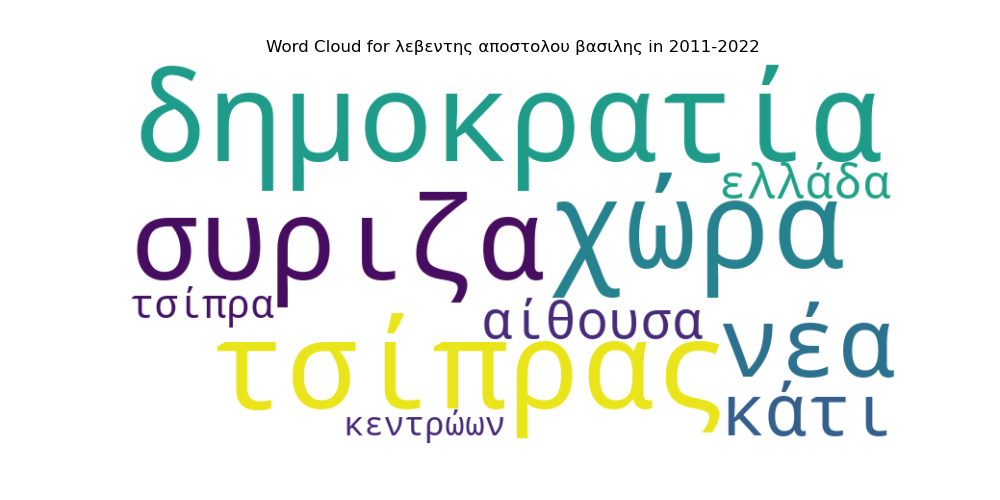 Word Cloud for λεβεντης αποστολου βασιλης in 2011-2022
δημοκρατία
ελλάδα
συριζα χώρα
τσίπρα αίθουσα νέα
τσίπρας
κεντρώων κάτι